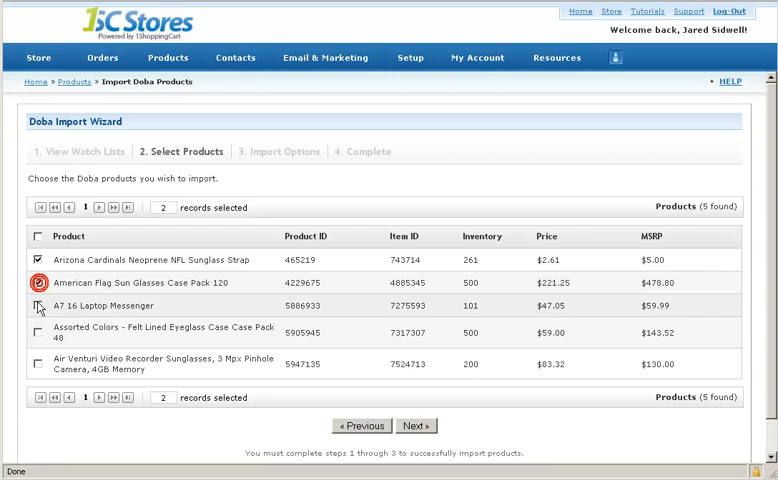 1SC Stores
Powered by 1ShoppingCart
Home Store Tutorials Support Log-Out
Welcome back, Jared Sidwell!
Store Orders Products Contacts Email & Marketing Setup My Account Resources
Home » Products » Import Doba Products
• HELP
Doba Import Wizard
1. View Watch Lists 2. Select Products 3. Import Options 4. Complete
Choose the Doba products you wish to import.
1 2 records selected Products (5 found)
Product Product ID Item ID Inventory Price MSRP
Arizona Cardinals Neoprene NFL Sunglass Strap 465219 743714 261 $2.61 $5.00
American Flag Sun Glasses Case Pack 120 4229675 4885345 500 $221.25 $478.80
A7 16 Laptop Messenger 5886933 7275593 101 $47.05 $59.99
Assorted Colors - Felt Lined Eyeglass Case Case Pack
48 5905945 7317307 500 $59.00 $143.52
Air Venturi Video Recorder Sunglasses, 3 Mpx Pinhole
Camera, 4GB Memory 5947135 7524713 200 $83.32 $130.00
1 2 records selected Products (5 found)
« Previous Next »
You must complete steps 1 through 3 to successfully import products.
Done